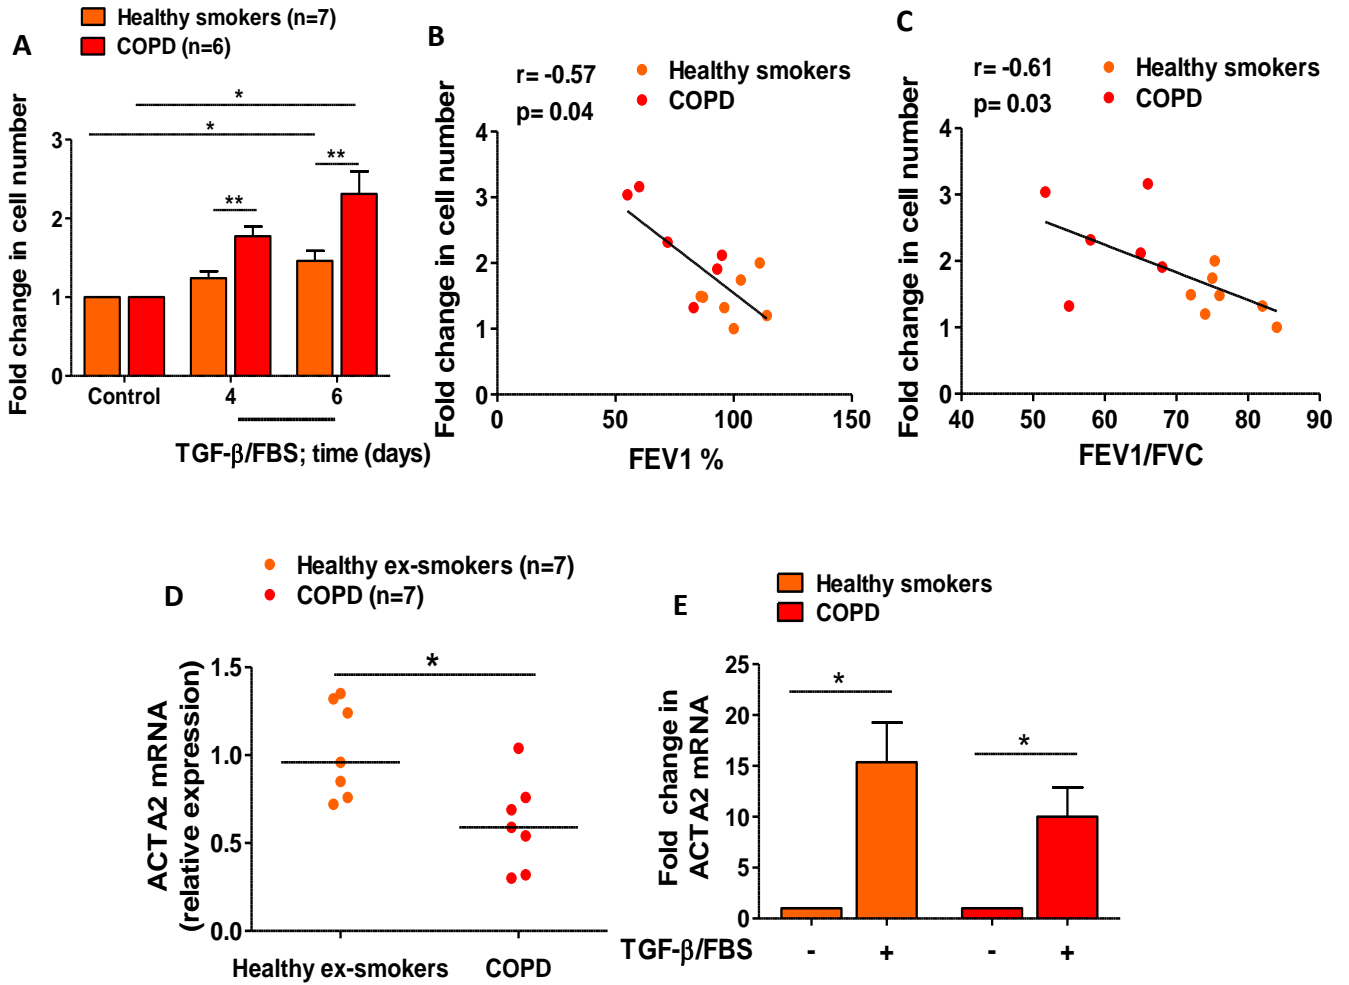 A
Healthy smokers (n=7)
COPD (n=6)
Fold change in cell number
3
2
1
0
*
*
**
**
Control
4
6
TGF-β/FBS; time (days)
B
r= -0.57
p= 0.04
Healthy smokers
COPD
Fold change in cell number
4
3
2
1
0
0
50
100
150
FEV1 %
C
r= -0.61
p= 0.03
Healthy smokers
COPD
Fold change in cell number
4
3
2
1
0
40
50
60
70
80
90
FEV1/FVC
D
Healthy ex-smokers (n=7)
COPD (n=7)
ACTA2 mRNA
(relative expression)
1.5
1.0
0.5
0.0
*
Healthy ex-smokers
COPD
E
Healthy smokers
COPD
Fold change in
ACTA2 mRNA
25
20
15
10
5
0
*
*
TGF-β/FBS
-
+
-
+